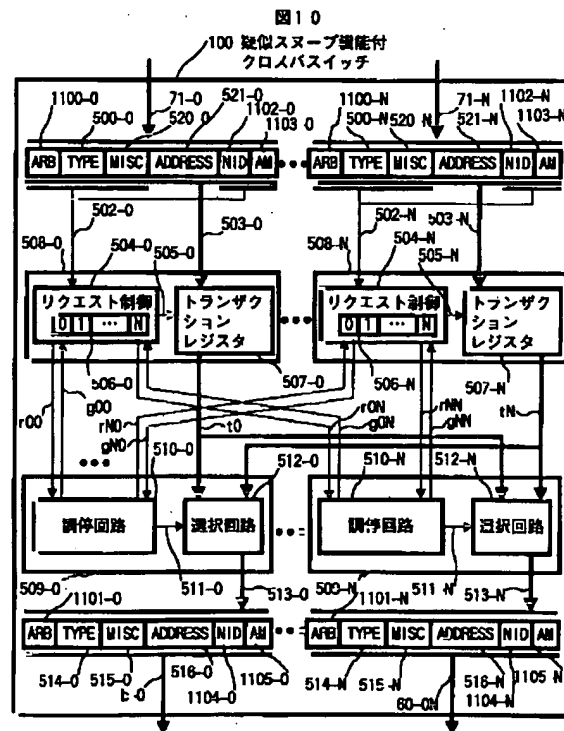 図10
100 疑似スヌープ機能付
クロスバスイッチ
1100-0 500-0 520-0 71-0 521-0 1102-0 1103-0
1100-N 500-N 520-N 71-N 521-N 1102-N 1103-N
ARB TYPE MISC ADDRESS NID AM ••• ARB TYPE MISC ADDRESS NID AM
502-0 503-0 502-N 503-N
508-0 504-0 505-0 508-N 504-N 505-N
リクエスト制御
0 1 ••• N
トランザク
ション
レジスタ
•••
リクエスト制御
0 1 ••• N
トランザク
ション
レジスタ
506-0 507-0 506-N 507-N
r00 g00 rN0 gN0 t0 r0N g0N rNN gNN tN
•••
510-0 512-0 510-N 512-N
調停回路 選択回路 調停回路 選択回路
509-0 511-0 513-0 509-N 511-N 513-N
1101-0 1101-N
ARB TYPE MISC ADDRESS NID AM ARB TYPE MISC ADDRESS NID AM
514-0 515-0 516-0 1104-0 1105-0
514-N 515-N 516-N 1104-N 1105-N
60-0N